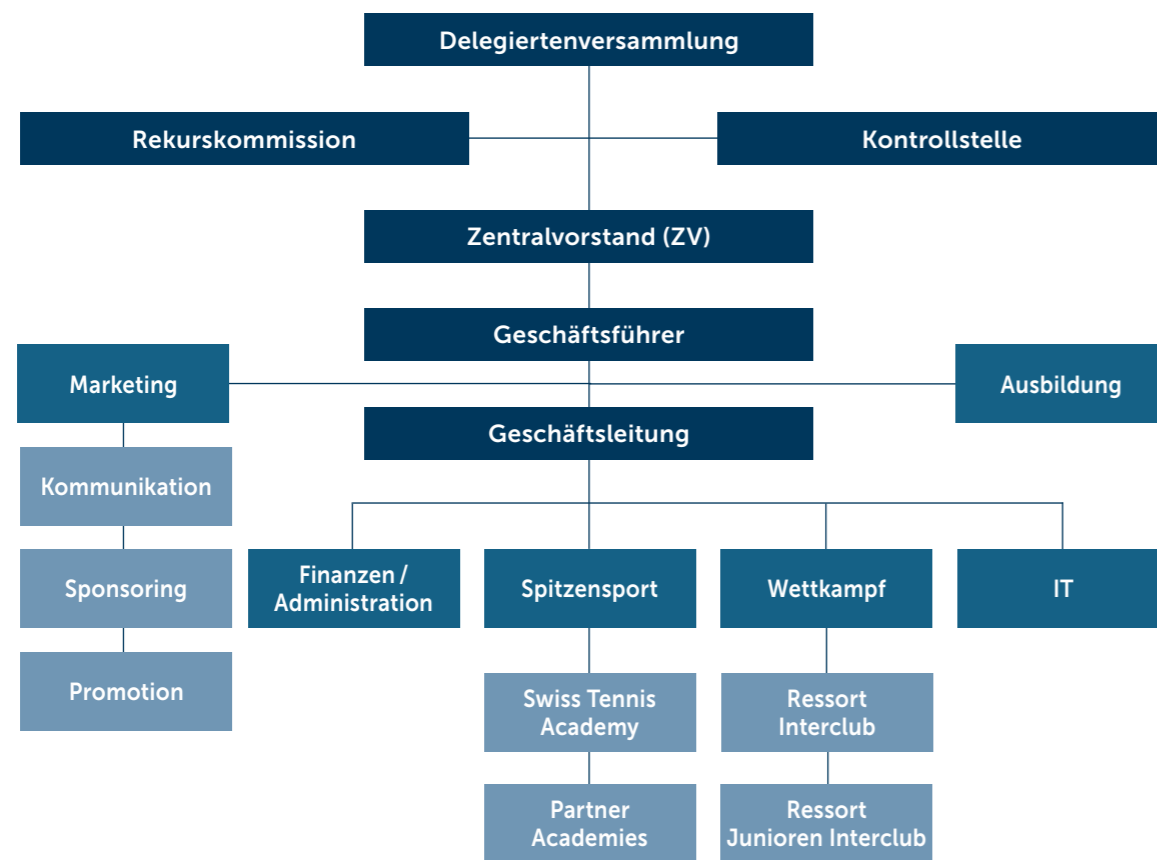 Delegiertenversammlung
Rekurskommission
Kontrollstelle
Zentralvorstand (ZV)
Geschäftsführer
Marketing
Ausbildung
Geschäftsleitung
Kommunikation
Sponsoring
Promotion
Finanzen /
Administration
Spitzensport
Wettkampf
IT
Swiss Tennis
Academy
Ressort
Interclub
Partner
Academies
Ressort
Junioren Interclub